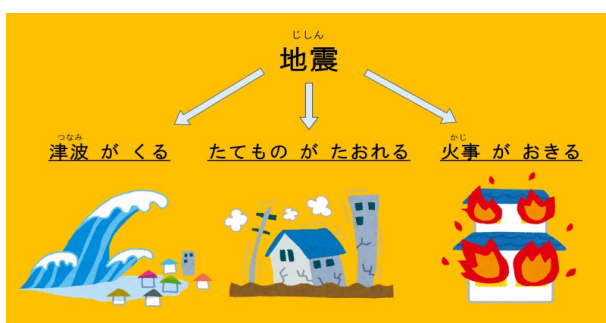 じしん
地震
つなみ
津波 が くる
たてもの が たおれる
かじ
火事 が おきる